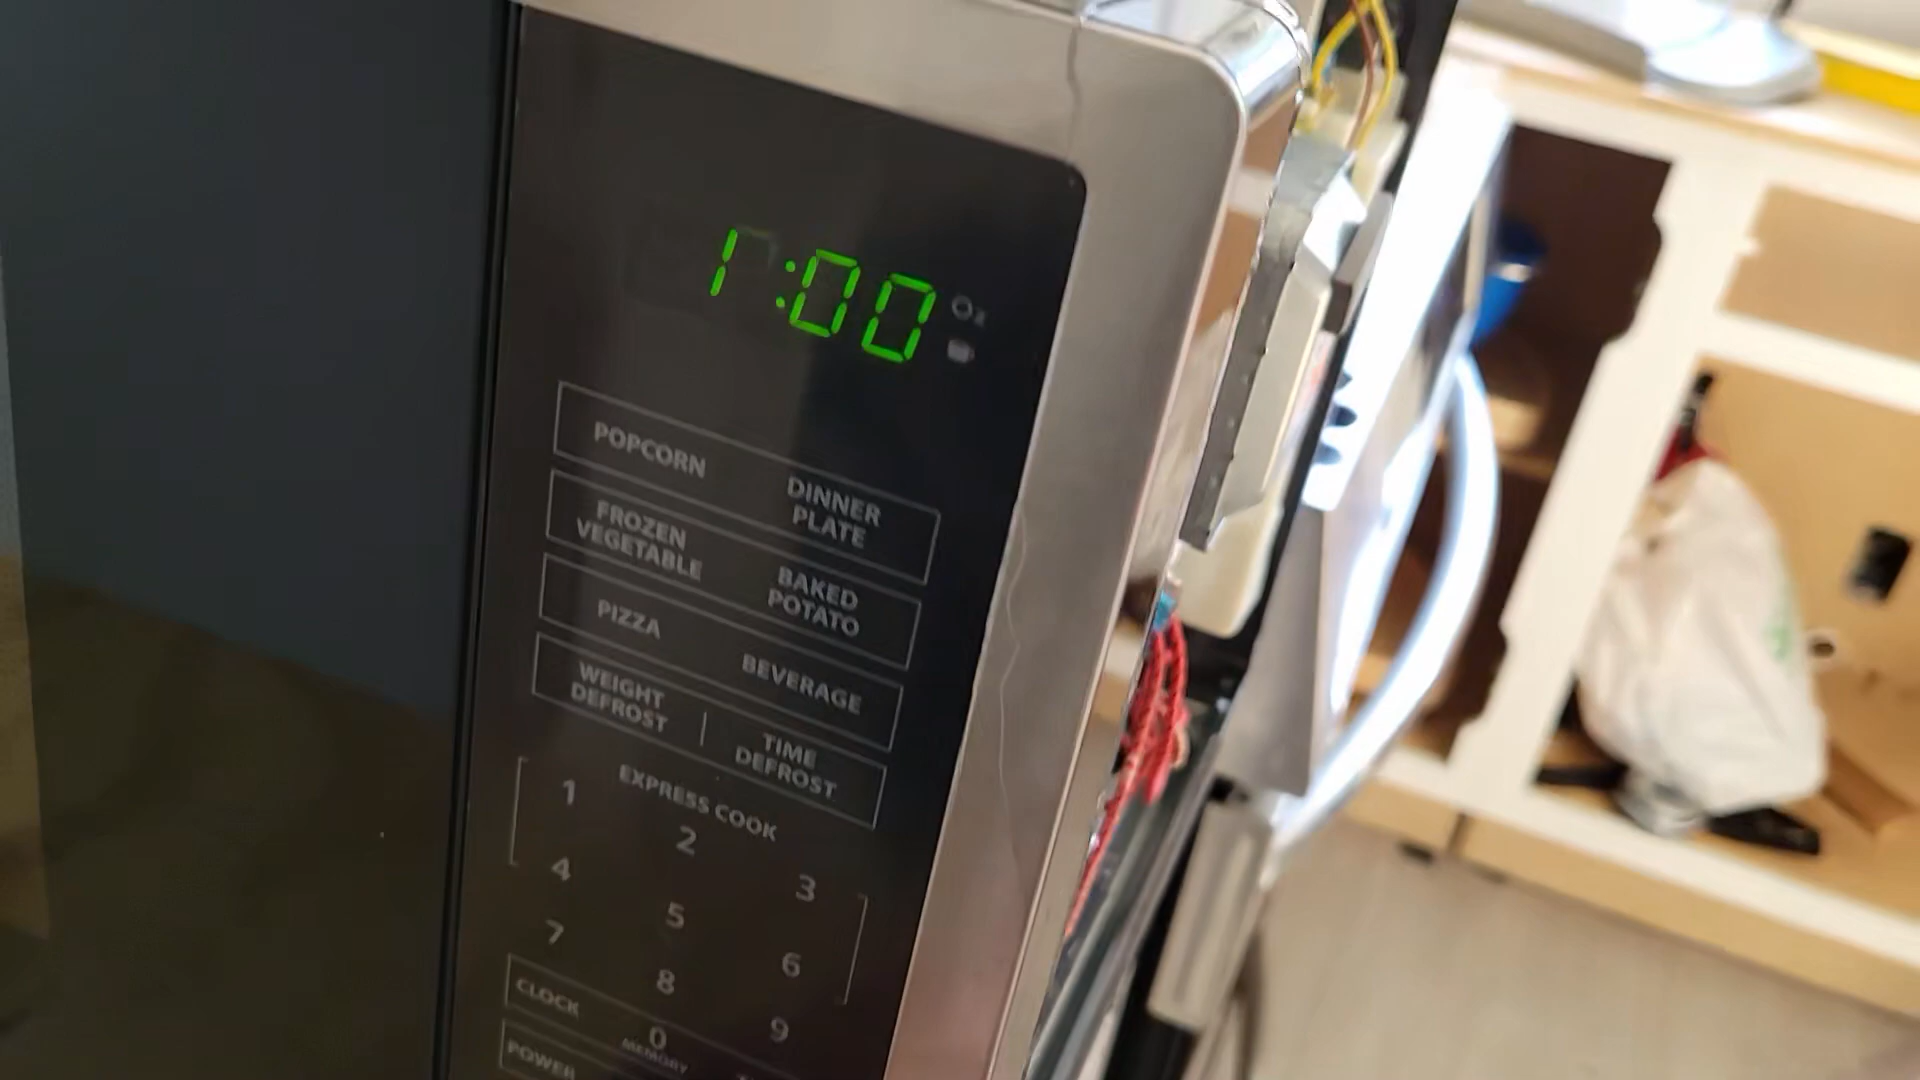 1:00
Oz
POPCORN
DINNER
PLATE
FROZEN
VEGETABLE
BAKED
POTATO
PIZZA
BEVERAGE
WEIGHT
DEFROST
TIME
DEFROST
EXPRESS COOK
1
2
3
4
5
6
7
8
9
CLOCK
0
MEMORY
POWER